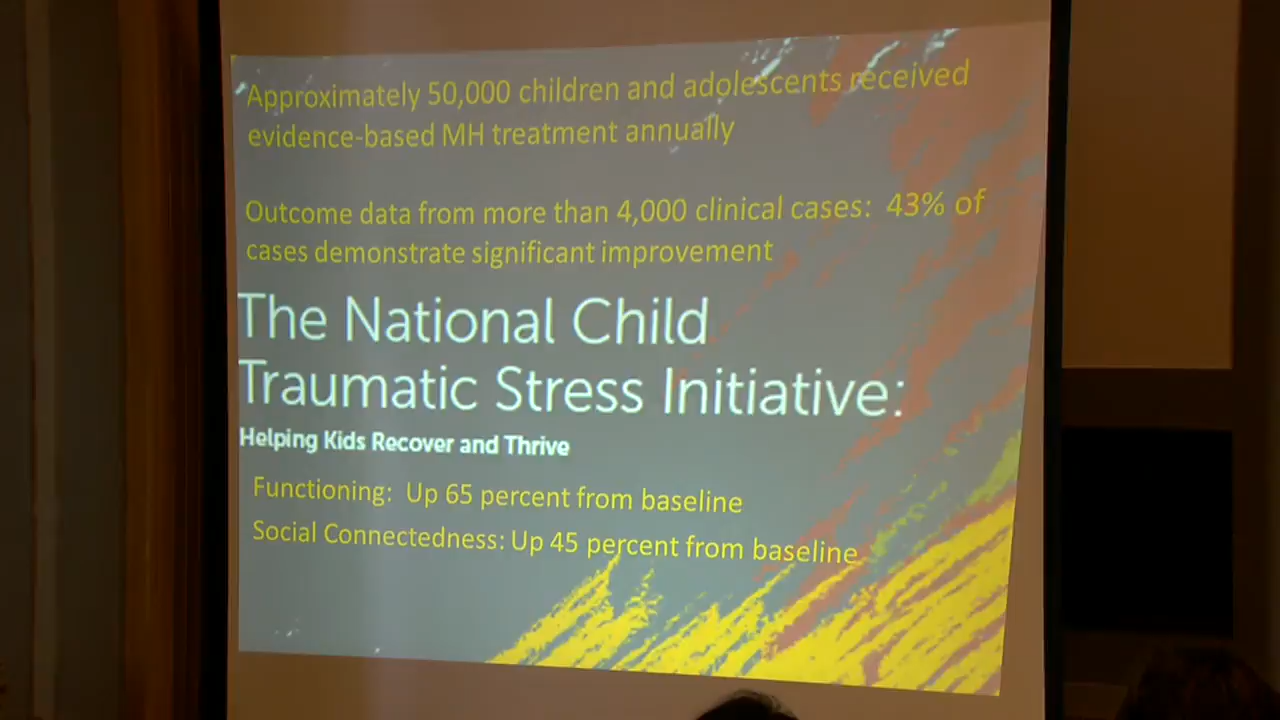 Approximately 50,000 children and adolescents received
evidence-based MH treatment annually
Outcome data from more than 4,000 clinical cases:  43% of
cases demonstrate significant improvement
The National Child
Traumatic Stress Initiative:
Helping Kids Recover and Thrive
Functioning:  Up 65 percent from baseline
Social Connectedness: Up 45 percent from baseline